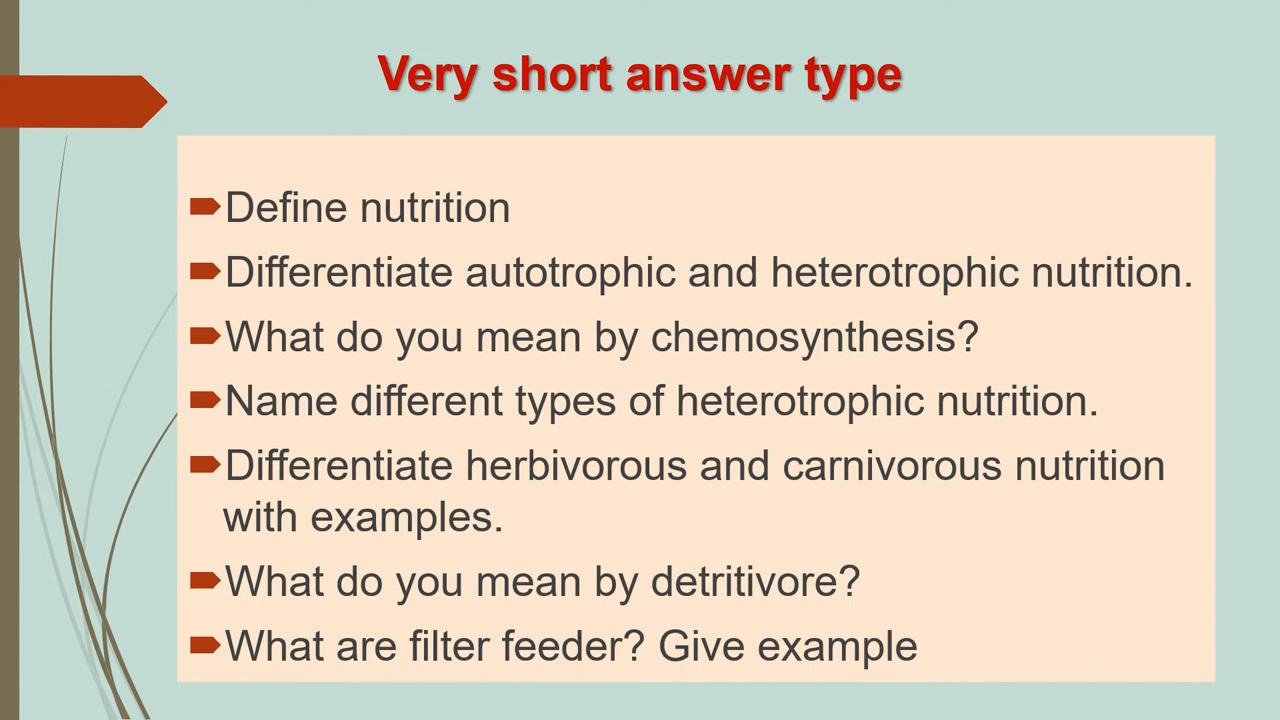 Very short answer type
Define nutrition
Differentiate autotrophic and heterotrophic nutrition.
What do you mean by chemosynthesis?
Name different types of heterotrophic nutrition.
Differentiate herbivorous and carnivorous nutrition
with examples.
What do you mean by detritivore?
What are filter feeder? Give example